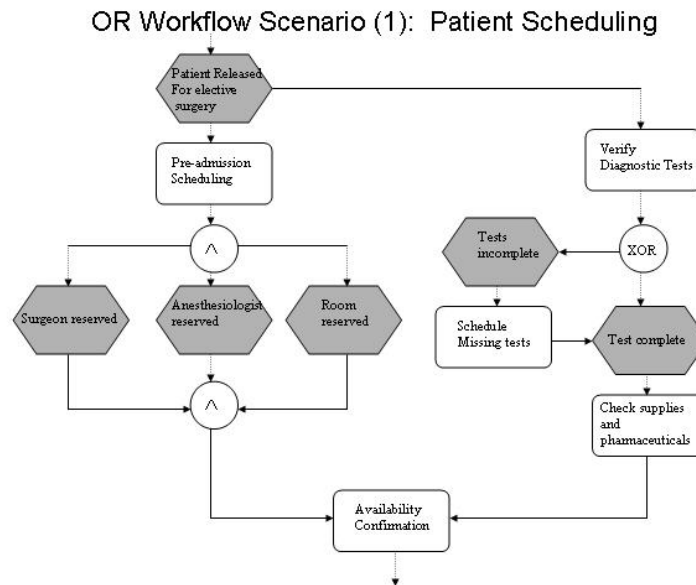 OR Workflow Scenario (1): Patient Scheduling
Patient Released
For elective
surgery
Pre-admission
Scheduling
Verify
Diagnostic Tests
^
Tests
incomplete
XOR
Surgeon reserved
Anesthesiologist
reserved
Room
reserved
Schedule
Missing tests
Test complete
^
Check supplies
and
pharmaceuticals
Availability
Confirmation